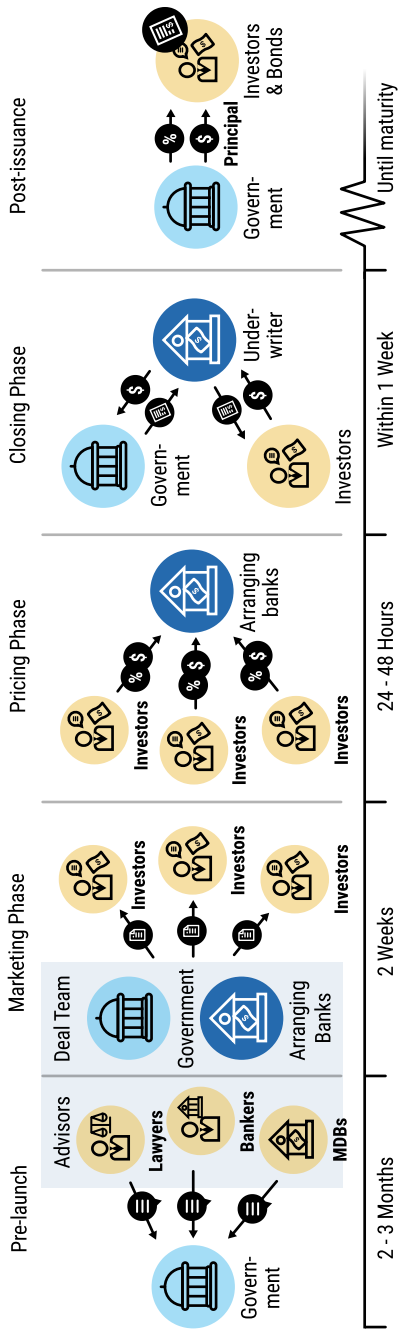 Pre-launch
Marketing Phase
Pricing Phase
Closing Phase
Post-issuance
Govern-
ment
Advisors
Lawyers
Bankers
MDBs
Deal Team
Government
Arranging
Banks
Investors
Investors
Investors
Investors
Investors
Investors
% $
% $
% $
Arranging
banks
Govern-
ment
$
$
$
Under-
writer
Investors
Govern-
ment
%
$
Principal
Investors
& Bonds
2 - 3 Months
2 Weeks
24 - 48 Hours
Within 1 Week
Until maturity